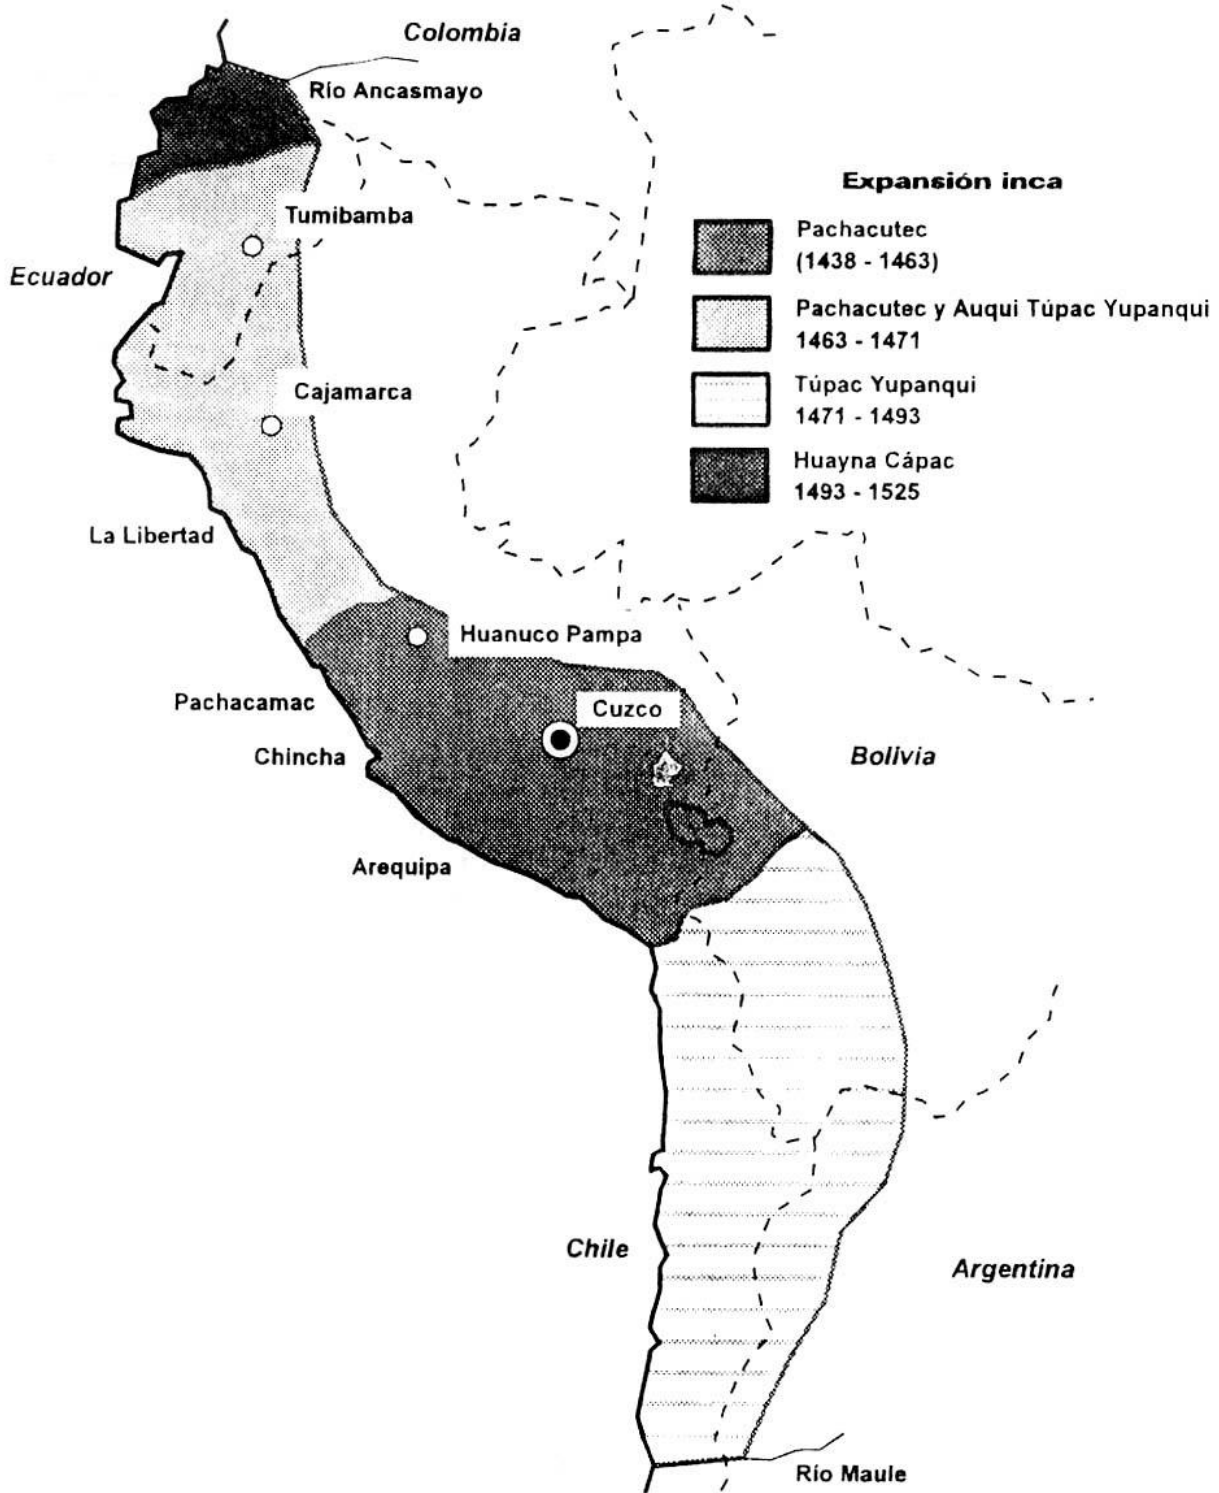 Colombia
Río Ancasmayo
Expansión inca
Pachacutec
(1438 - 1463)
Pachacutec y Auqui Túpac Yupanqui
1463 - 1471
Túpac Yupanqui
1471 - 1493
Huayna Cápac
1493 - 1525
Tumibamba
Ecuador
Cajamarca
La Libertad
Huanuco Pampa
Pachacamac
Cuzco
Chincha
Bolivia
Arequipa
Chile
Argentina
Río Maule